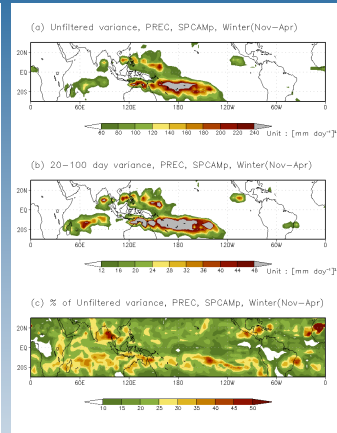 (a) Unfiltered variance, PREC, SPCAMp, Winter(Nov-Apr)
20N
EQ
20S
0 60E 120E 180 120W 60W 0
60 80 100 120 140 160 180 200 220 240 Unit : [mm day⁻¹]²
(b) 20-100 day variance, PREC, SPCAMp, Winter(Nov-Apr)
20N
EQ
20S
0 60E 120E 180 120W 60W 0
12 16 20 24 28 32 36 40 44 48 Unit : [mm day⁻¹]²
(c) % of Unfiltered variance, PREC, SPCAMp, Winter(Nov-Apr)
20N
EQ
20S
0 60E 120E 180 120W 60W 0
10 15 20 25 30 35 40 45 50